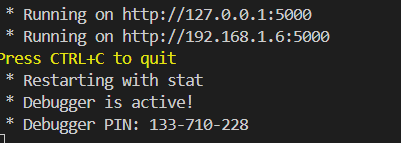 * Running on http://127.0.0.1:5000
* Running on http://192.168.1.6:5000
Press CTRL+C to quit
* Restarting with stat
* Debugger is active!
* Debugger PIN: 133-710-228